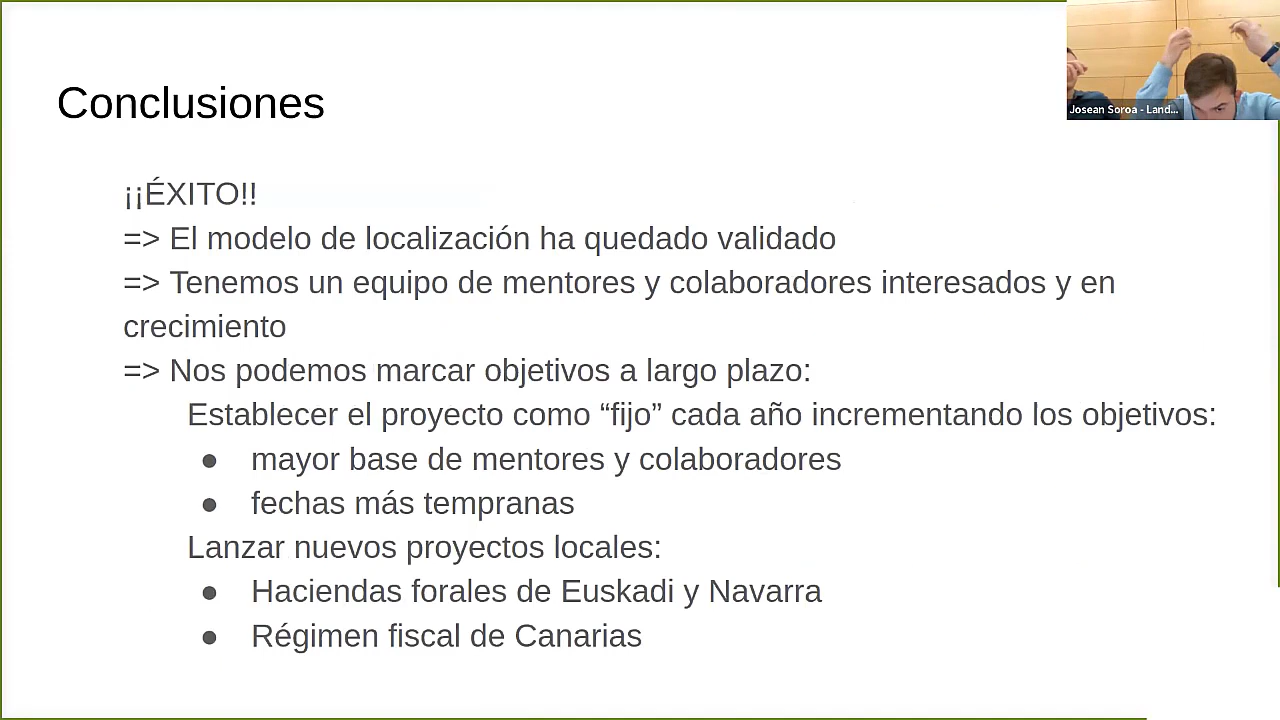 Conclusiones
Josean Soroa - Land...
¡¡ÉXITO!!
=> El modelo de localización ha quedado validado
=> Tenemos un equipo de mentores y colaboradores interesados y en
crecimiento
=> Nos podemos marcar objetivos a largo plazo:
Establecer el proyecto como “fijo” cada año incrementando los objetivos:
● mayor base de mentores y colaboradores
● fechas más tempranas
Lanzar nuevos proyectos locales:
● Haciendas forales de Euskadi y Navarra
● Régimen fiscal de Canarias